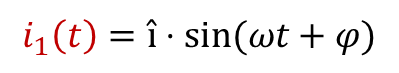 i₁(t) = î · sin(ωt + φ)